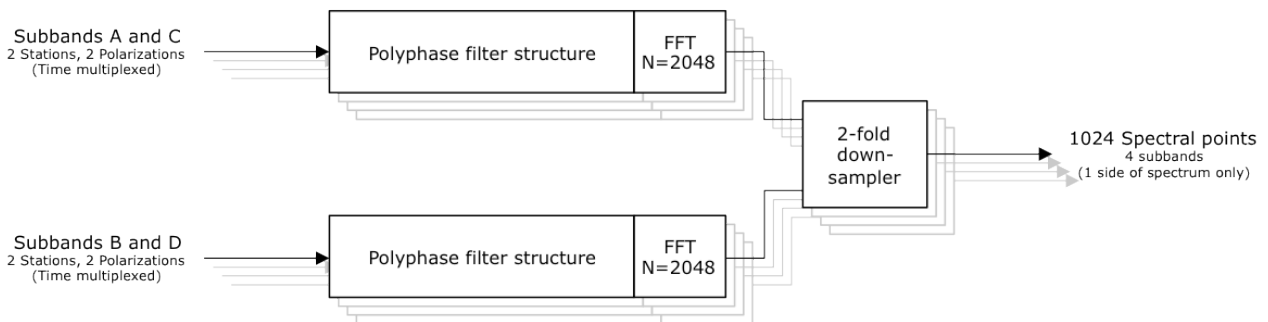 Subbands A and C
2 Stations, 2 Polarizations
(Time multiplexed)
Polyphase filter structure
FFT
N=2048
2-fold
down-
sampler
1024 Spectral points
4 subbands
(1 side of spectrum only)
Subbands B and D
2 Stations, 2 Polarizations
(Time multiplexed)
Polyphase filter structure
FFT
N=2048